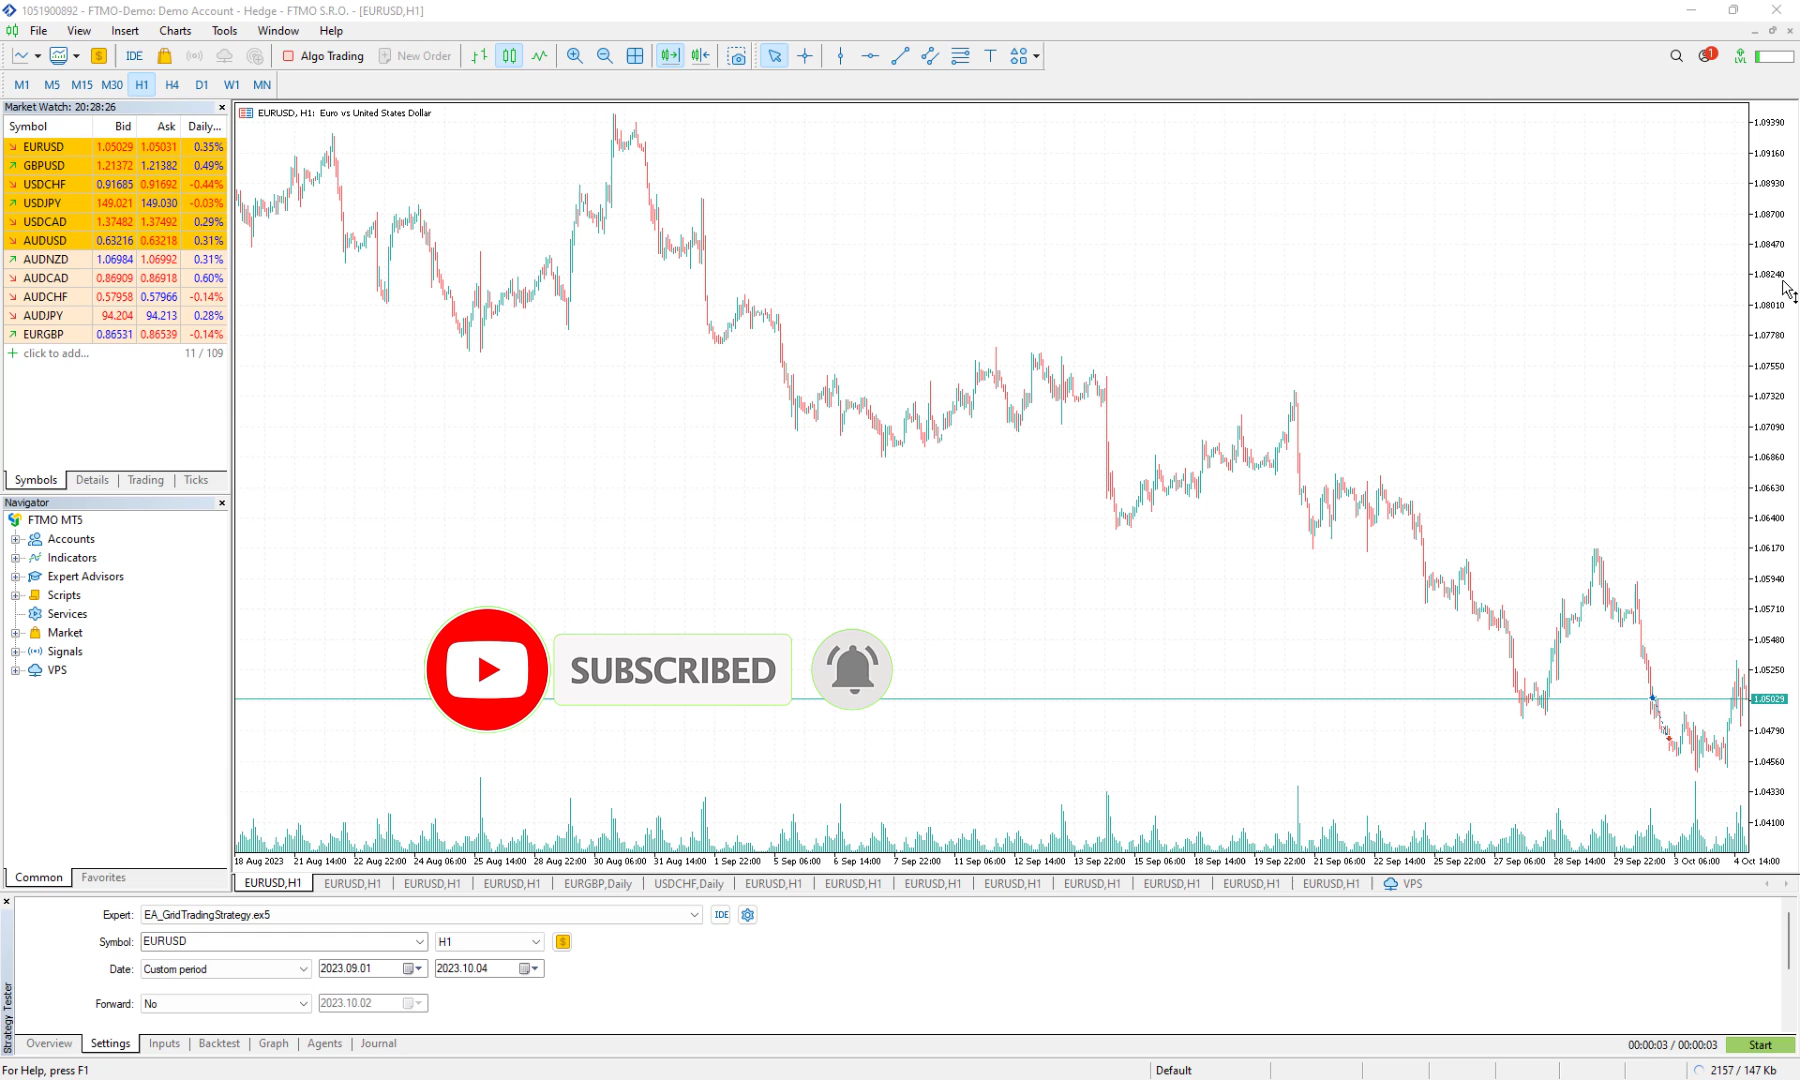 1051900892 - FTMO-Demo: Demo Account - Hedge - FTMO S.R.O. - [EURUSD,H1]
File View Insert Charts Tools Window Help
IDE Algo Trading New Order 1 LVL
M1 M5 M15 M30 H1 H4 D1 W1 MN
Market Watch: 20:28:26
Symbol Bid Ask Daily...
EURUSD 1.05029 1.05031 0.35%
GBPUSD 1.21372 1.21382 0.49%
USDCHF 0.91685 0.91692 -0.44%
USDJPY 149.021 149.030 -0.03%
USDCAD 1.37482 1.37492 0.29%
AUDUSD 0.63216 0.63218 0.31%
AUDNZD 1.06984 1.06992 0.31%
AUDCAD 0.86909 0.86918 0.60%
AUDCHF 0.57958 0.57966 -0.14%
AUDJPY 94.204 94.213 0.28%
EURGBP 0.86531 0.86539 -0.14%
click to add... 11 / 109
Symbols Details Trading Ticks
Navigator
FTMO MT5
Accounts
Indicators
Expert Advisors
Scripts
Services
Market
Signals
VPS
Common Favorites
EURUSD, H1: Euro vs United States Dollar
1.09390
1.09160
1.08930
1.08700
1.08470
1.08240
1.08010
1.07780
1.07550
1.07320
1.07090
1.06860
1.06630
1.06400
1.06170
1.05940
1.05710
1.05480
1.05250
1.05029
1.04790
1.04560
1.04330
1.04100
SUBSCRIBED
18 Aug 2023 21 Aug 14:00 22 Aug 22:00 24 Aug 06:00 25 Aug 14:00 28 Aug 22:00 30 Aug 06:00 31 Aug 14:00 1 Sep 22:00 5 Sep 06:00 6 Sep 14:00 7 Sep 22:00 11 Sep 06:00 12 Sep 14:00 13 Sep 22:00 15 Sep 06:00 18 Sep 14:00 19 Sep 22:00 21 Sep 06:00 22 Sep 14:00 25 Sep 22:00 27 Sep 06:00 28 Sep 14:00 29 Sep 22:00 3 Oct 06:00 4 Oct 14:00
EURUSD,H1 EURUSD,H1 EURUSD,H1 EURUSD,H1 EURGBP,Daily USDCHF,Daily EURUSD,H1 EURUSD,H1 EURUSD,H1 EURUSD,H1 EURUSD,H1 EURUSD,H1 EURUSD,H1 EURUSD,H1 VPS
Strategy Tester
Expert: EA_GridTradingStrategy.ex5 IDE
Symbol: EURUSD H1
Date: Custom period 2023.09.01 2023.10.04
Forward: No 2023.10.02
Overview Settings Inputs Backtest Graph Agents Journal 00:00:03 / 00:00:03 Start
For Help, press F1 Default 2157 / 147 Kb